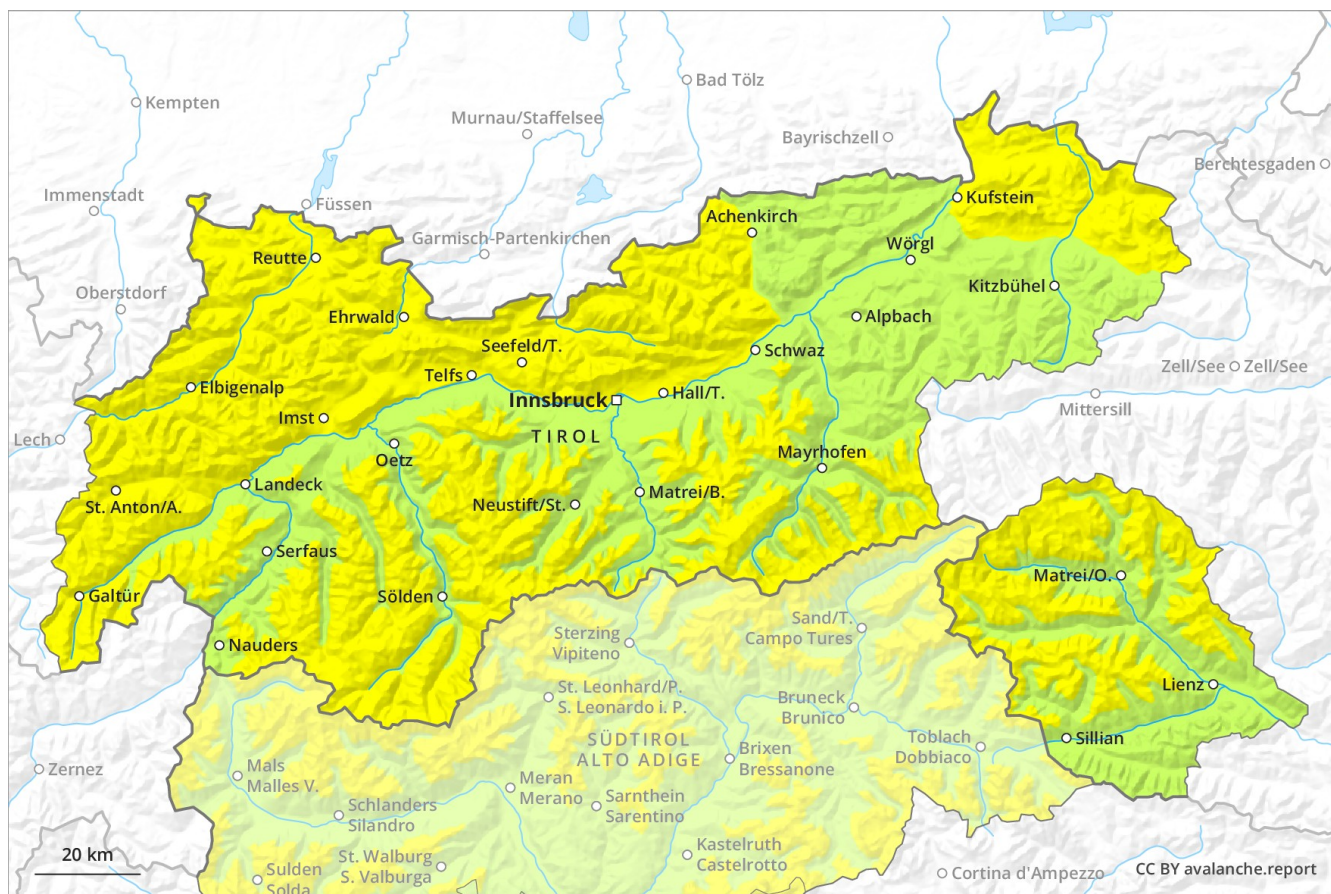 Kempten
Bad Tölz
Murnau/Staffelsee
Bayrischzell
Berchtesgaden
Immenstadt
Füssen
Kufstein
Achenkirch
Garmisch-Partenkirchen
Wörgl
Reutte
Kitzbühel
Oberstdorf
Ehrwald
Alpbach
Seefeld/T.
Schwaz
Telfs
Zell/See
Zell/See
Elbigenalp
Hall/T.
Innsbruck
Mittersill
Imst
TIROL
Lech
Oetz
Mayrhofen
Landeck
St. Anton/A.
Neustift/St.
Matrei/B.
Serfaus
Matrei/O.
Galtür
Sölden
Sand/T.
Campo Tures
Sterzing
Vipiteno
Nauders
Lienz
St. Leonhard/P.
S. Leonardo i. P.
Bruneck
Brunico
SÜDTIROL
ALTO ADIGE
Toblach
Dobbiaco
Sillian
Brixen
Bressanone
Zernez
Mals
Malles V.
Meran
Merano
Sarnthein
Sarentino
Schlanders
Silandro
Kastelruth
Castelrotto
20 km
St. Walburg
S. Valburga
Sulden
Solda
Cortina d'Ampezzo
CC BY avalanche.report